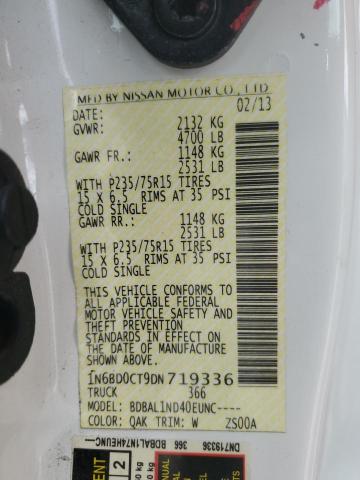 MFD BY NISSAN MOTOR CO., LTD
DATE: 02/13
GVWR: 2132 KG
4700 LB
GAWR FR.: 1148 KG
2531 LB
WITH P235/75R15 TIRES
15 X 6.5 RIMS AT 35 PSI
COLD SINGLE
GAWR RR.: 1148 KG
2531 LB
WITH P235/75R15 TIRES
15 X 6.5 RIMS AT 35 PSI
COLD SINGLE
THIS VEHICLE CONFORMS TO
ALL APPLICABLE FEDERAL
MOTOR VEHICLE SAFETY AND
THEFT PREVENTION
STANDARDS IN EFFECT ON
THE DATE OF MANUFACTURE
SHOWN ABOVE.
1N6BD0CT9DN719336
TRUCK 366
MODEL: BDBAL1ND40EUNC----
COLOR: QAK TRIM: W ZS00A
DN719336 366 BDBAL1N74HEUNC—
2